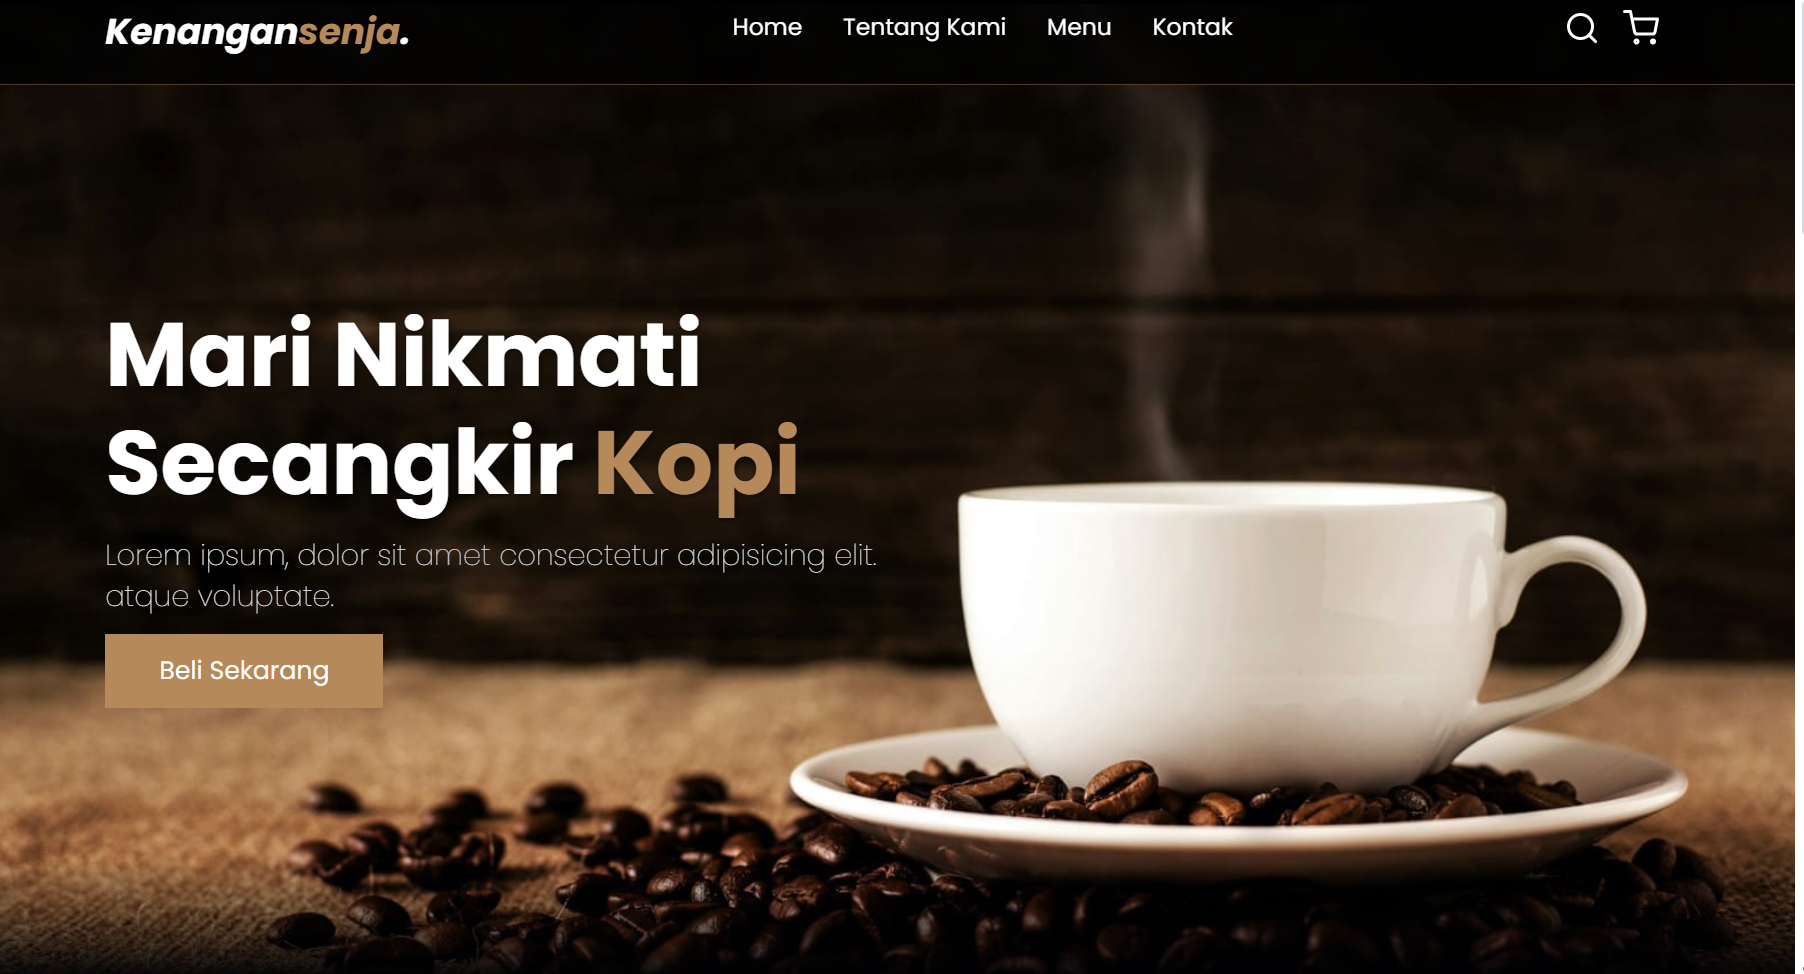 Kenangansenja.
Home
Tentang Kami
Menu
Kontak
Mari Nikmati
Secangkir Kopi
Lorem ipsum, dolor sit amet consectetur adipisicing elit.
atque voluptate.
Beli Sekarang